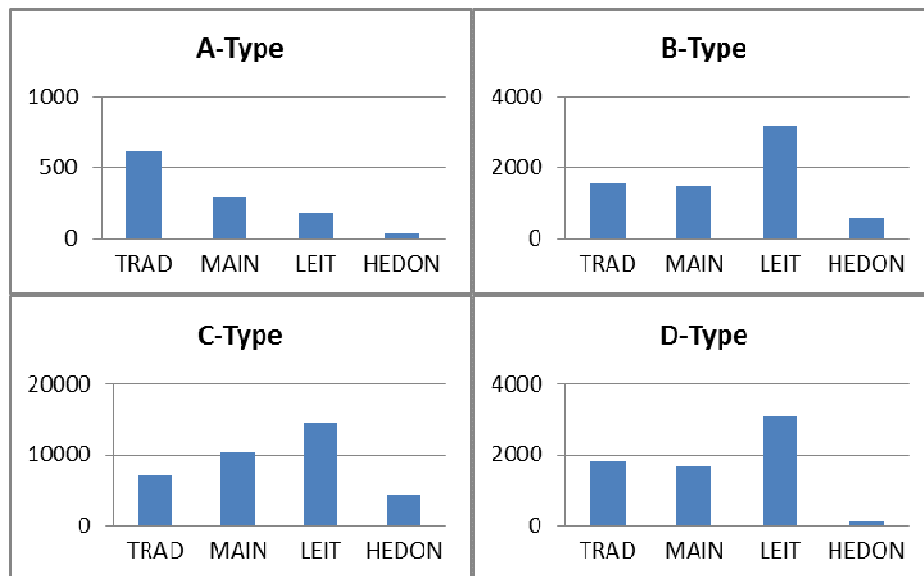 A-Type
1000
500
0
TRAD MAIN LEIT HEDON
B-Type
4000
2000
0
TRAD MAIN LEIT HEDON
C-Type
20000
10000
0
TRAD MAIN LEIT HEDON
D-Type
4000
2000
0
TRAD MAIN LEIT HEDON